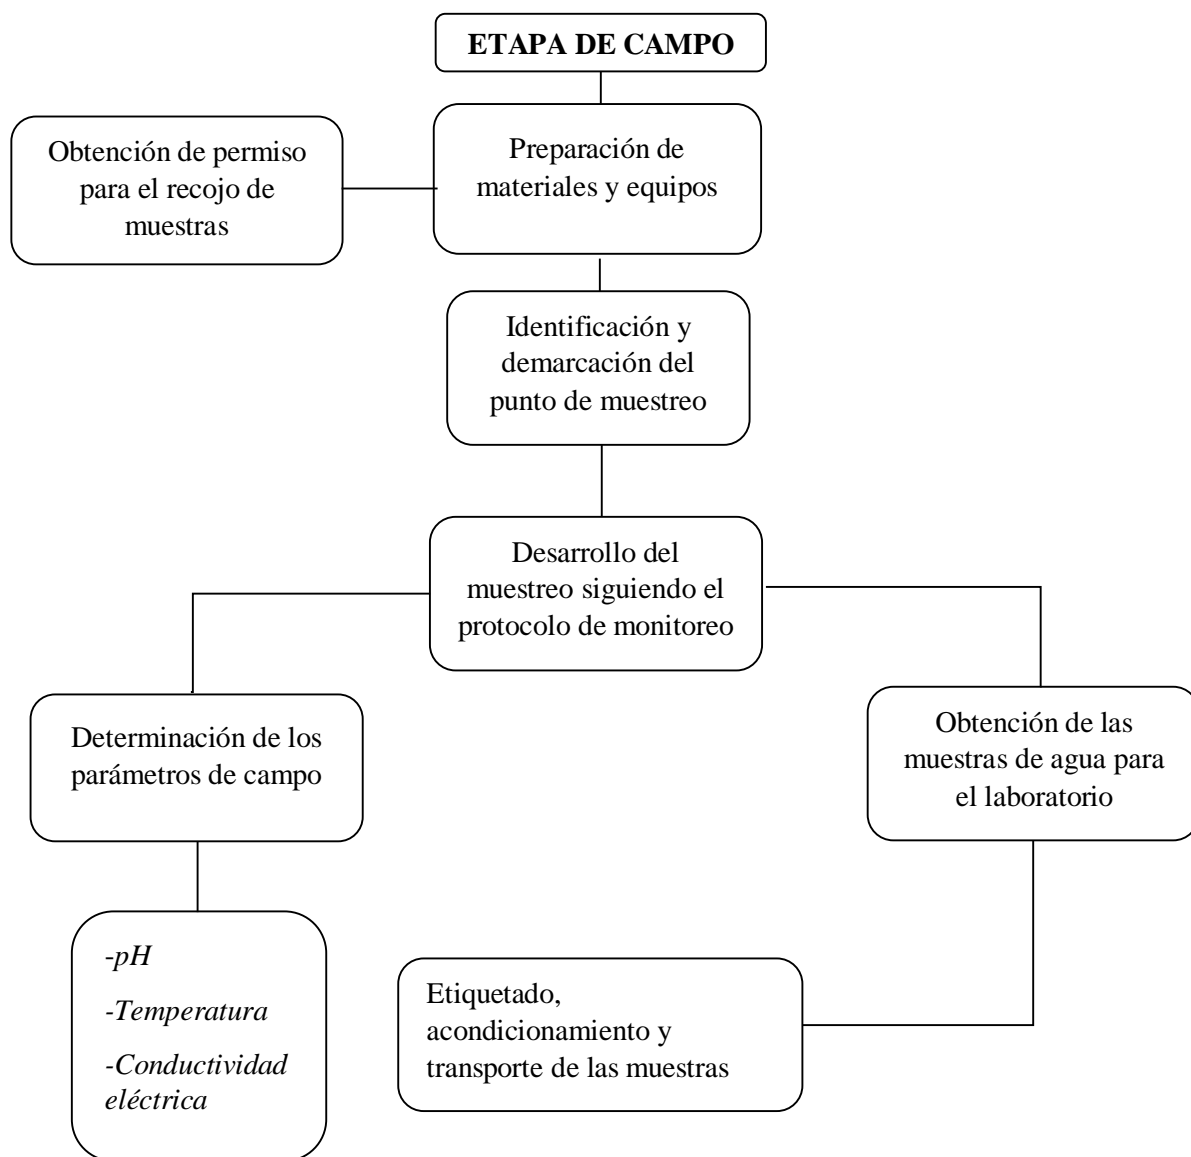 ETAPA DE CAMPO
Obtención de permiso
para el recojo de
muestras
Preparación de
materiales y equipos
Identificación y
demarcación del
punto de muestreo
Desarrollo del
muestreo siguiendo el
protocolo de monitoreo
Determinación de los
parámetros de campo
Obtención de las
muestras de agua para
el laboratorio
-pH
-Temperatura
-Conductividad
eléctrica
Etiquetado,
acondicionamiento y
transporte de las muestras